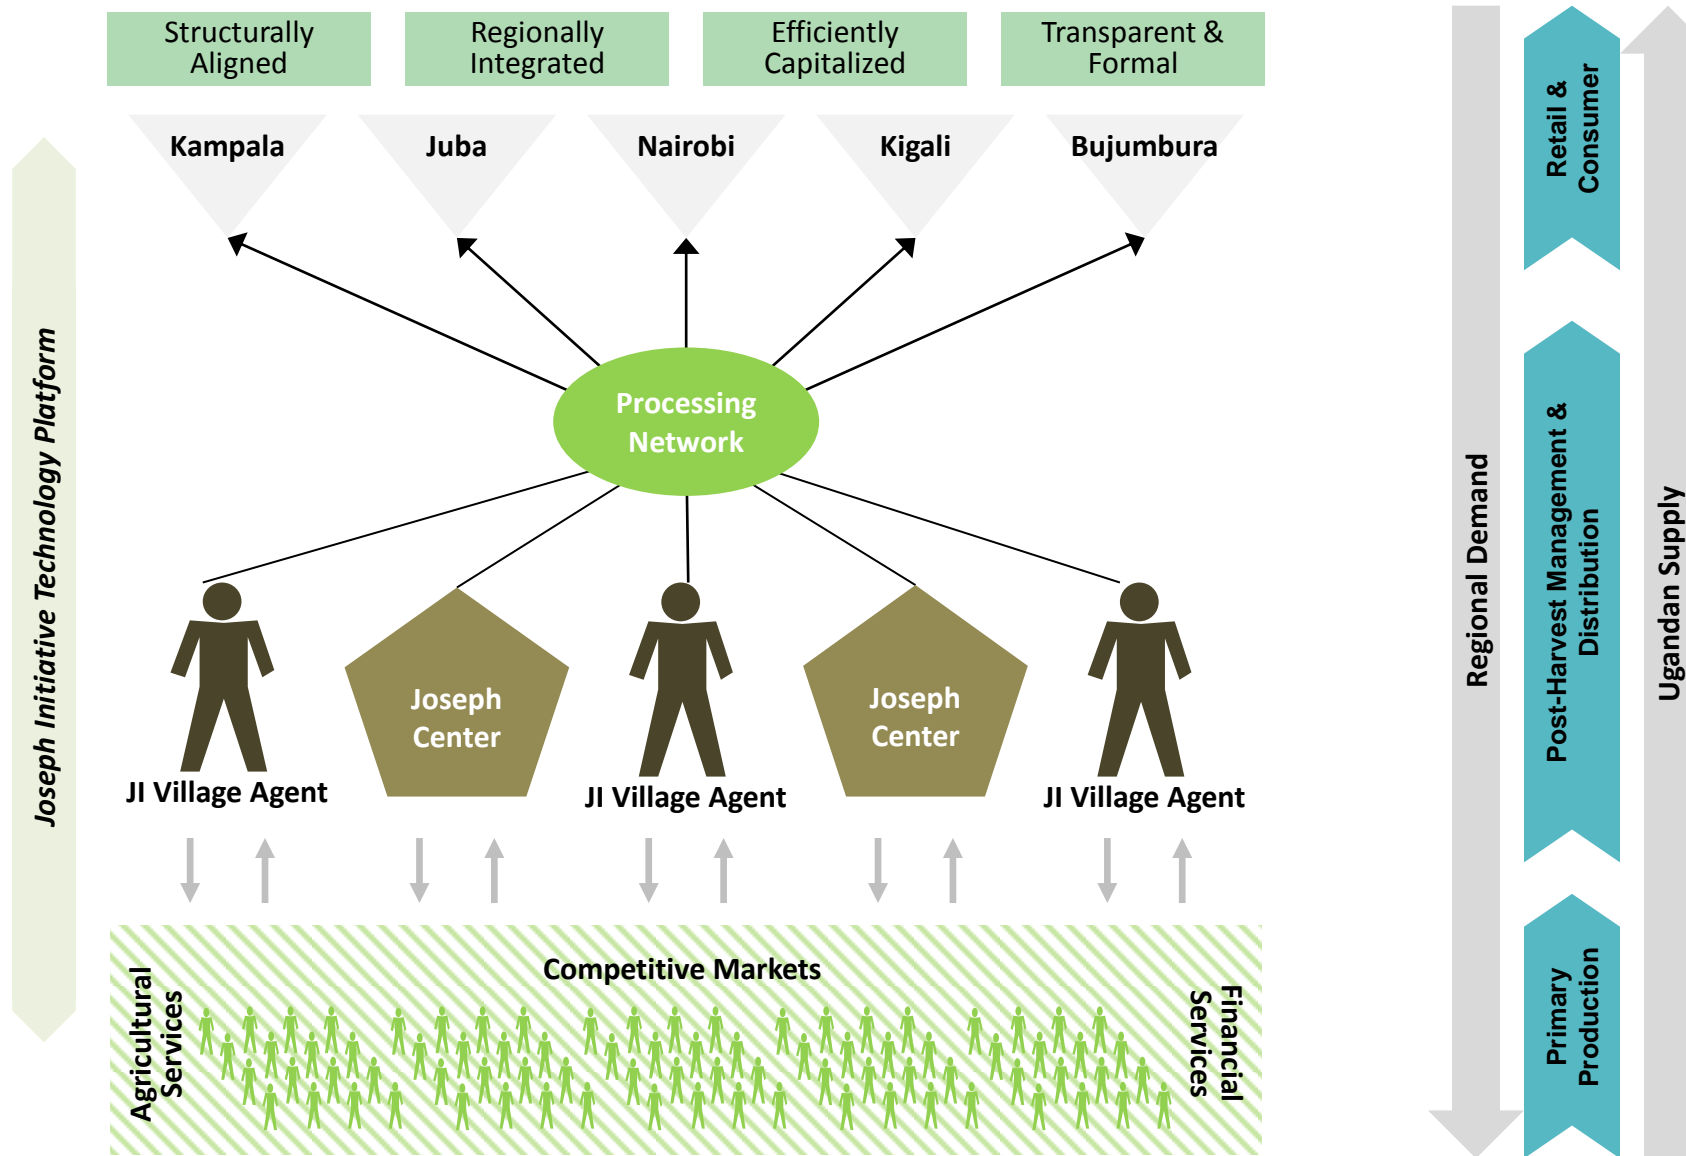 Structurally
Aligned
Regionally
Integrated
Efficiently
Capitalized
Transparent &
Formal
Kampala
Juba
Nairobi
Kigali
Bujumbura
Joseph Initiative Technology Platform
Processing
Network
JI Village Agent
Joseph
Center
JI Village Agent
Joseph
Center
JI Village Agent
Agricultural
Services
Competitive Markets
Financial
Services
Regional Demand
Retail &
Consumer
Post-Harvest Management &
Distribution
Primary
Production
Ugandan Supply